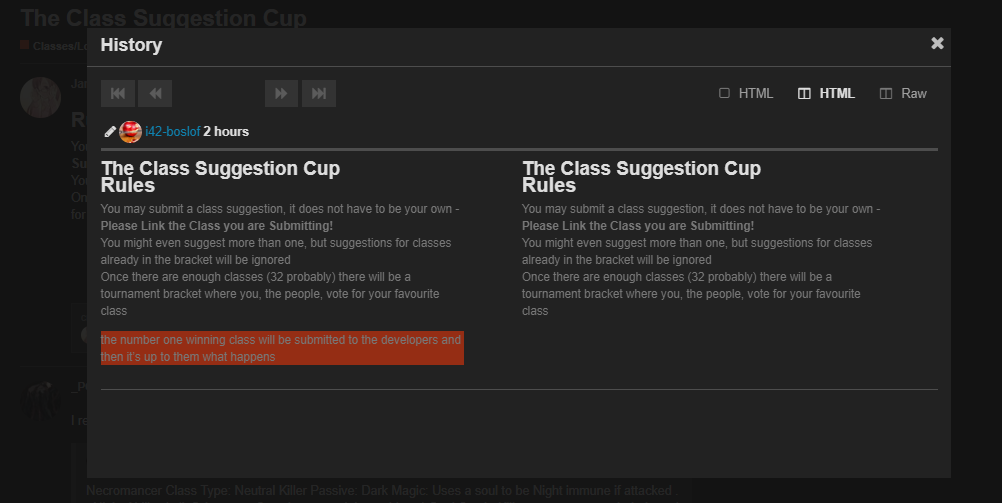 The Class Suggestion Cup
Classes/Lo
History
HTML
HTML
Raw
Jan
i42-boslof 2 hours
The Class Suggestion Cup
Rules
You may submit a class suggestion, it does not have to be your own -
Please Link the Class you are Submitting!
You might even suggest more than one, but suggestions for classes
already in the bracket will be ignored
Once there are enough classes (32 probably) there will be a
tournament bracket where you, the people, vote for your favourite
class
the number one winning class will be submitted to the developers and
then it's up to them what happens
The Class Suggestion Cup
Rules
You may submit a class suggestion, it does not have to be your own -
Please Link the Class you are Submitting!
You might even suggest more than one, but suggestions for classes
already in the bracket will be ignored
Once there are enough classes (32 probably) there will be a
tournament bracket where you, the people, vote for your favourite
class
I re
Necromancer Class Type: Neutral Killer Passive: Dark Magic: Uses a soul to be Night immune if attacked